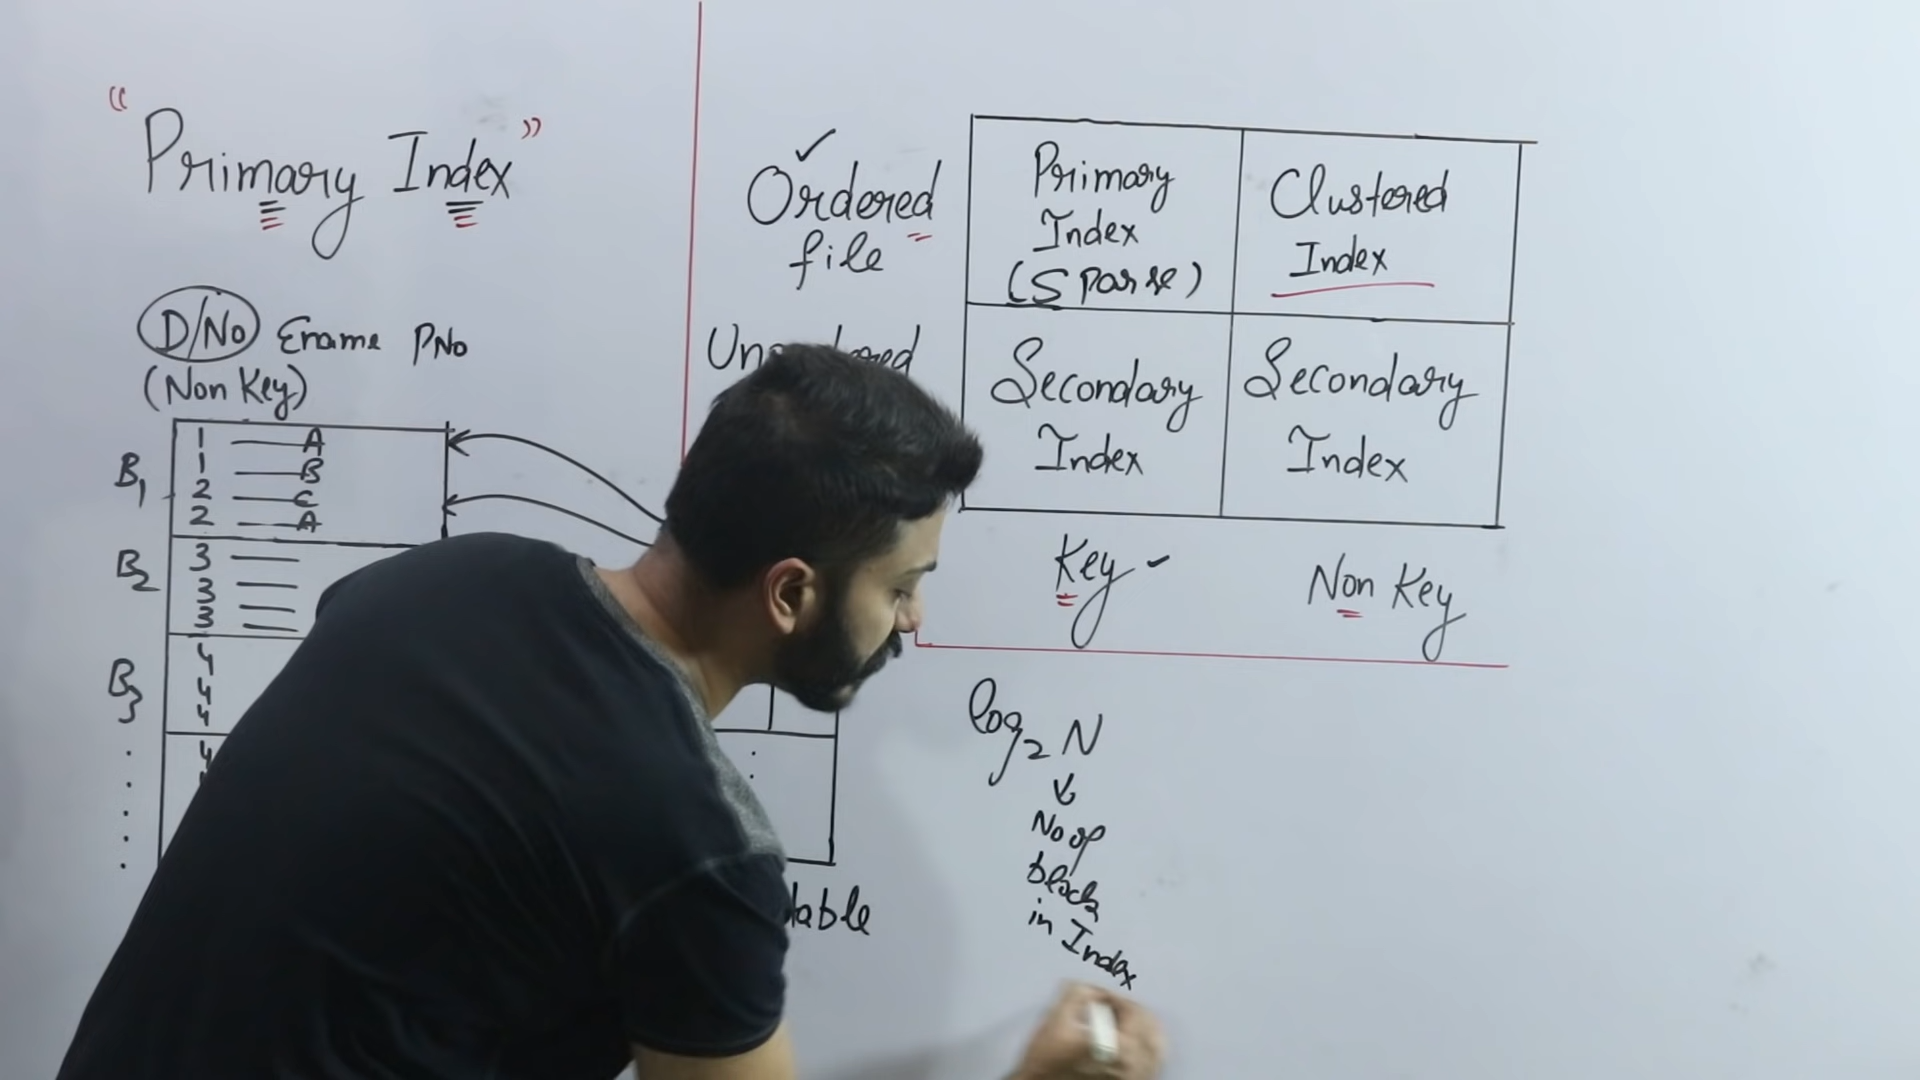 "Primary Index"
D/No Ename PNo
(Non Key)
B1
1 A
1 B
2 C
2 A
B2
3
3
3
B3
4
4
4
4
Ordered
file
Primary
Index
(Sparse)
Clustered
Index
Secondary
Index
Secondary
Index
Key
Non Key
log2 N
No of
block
in Index